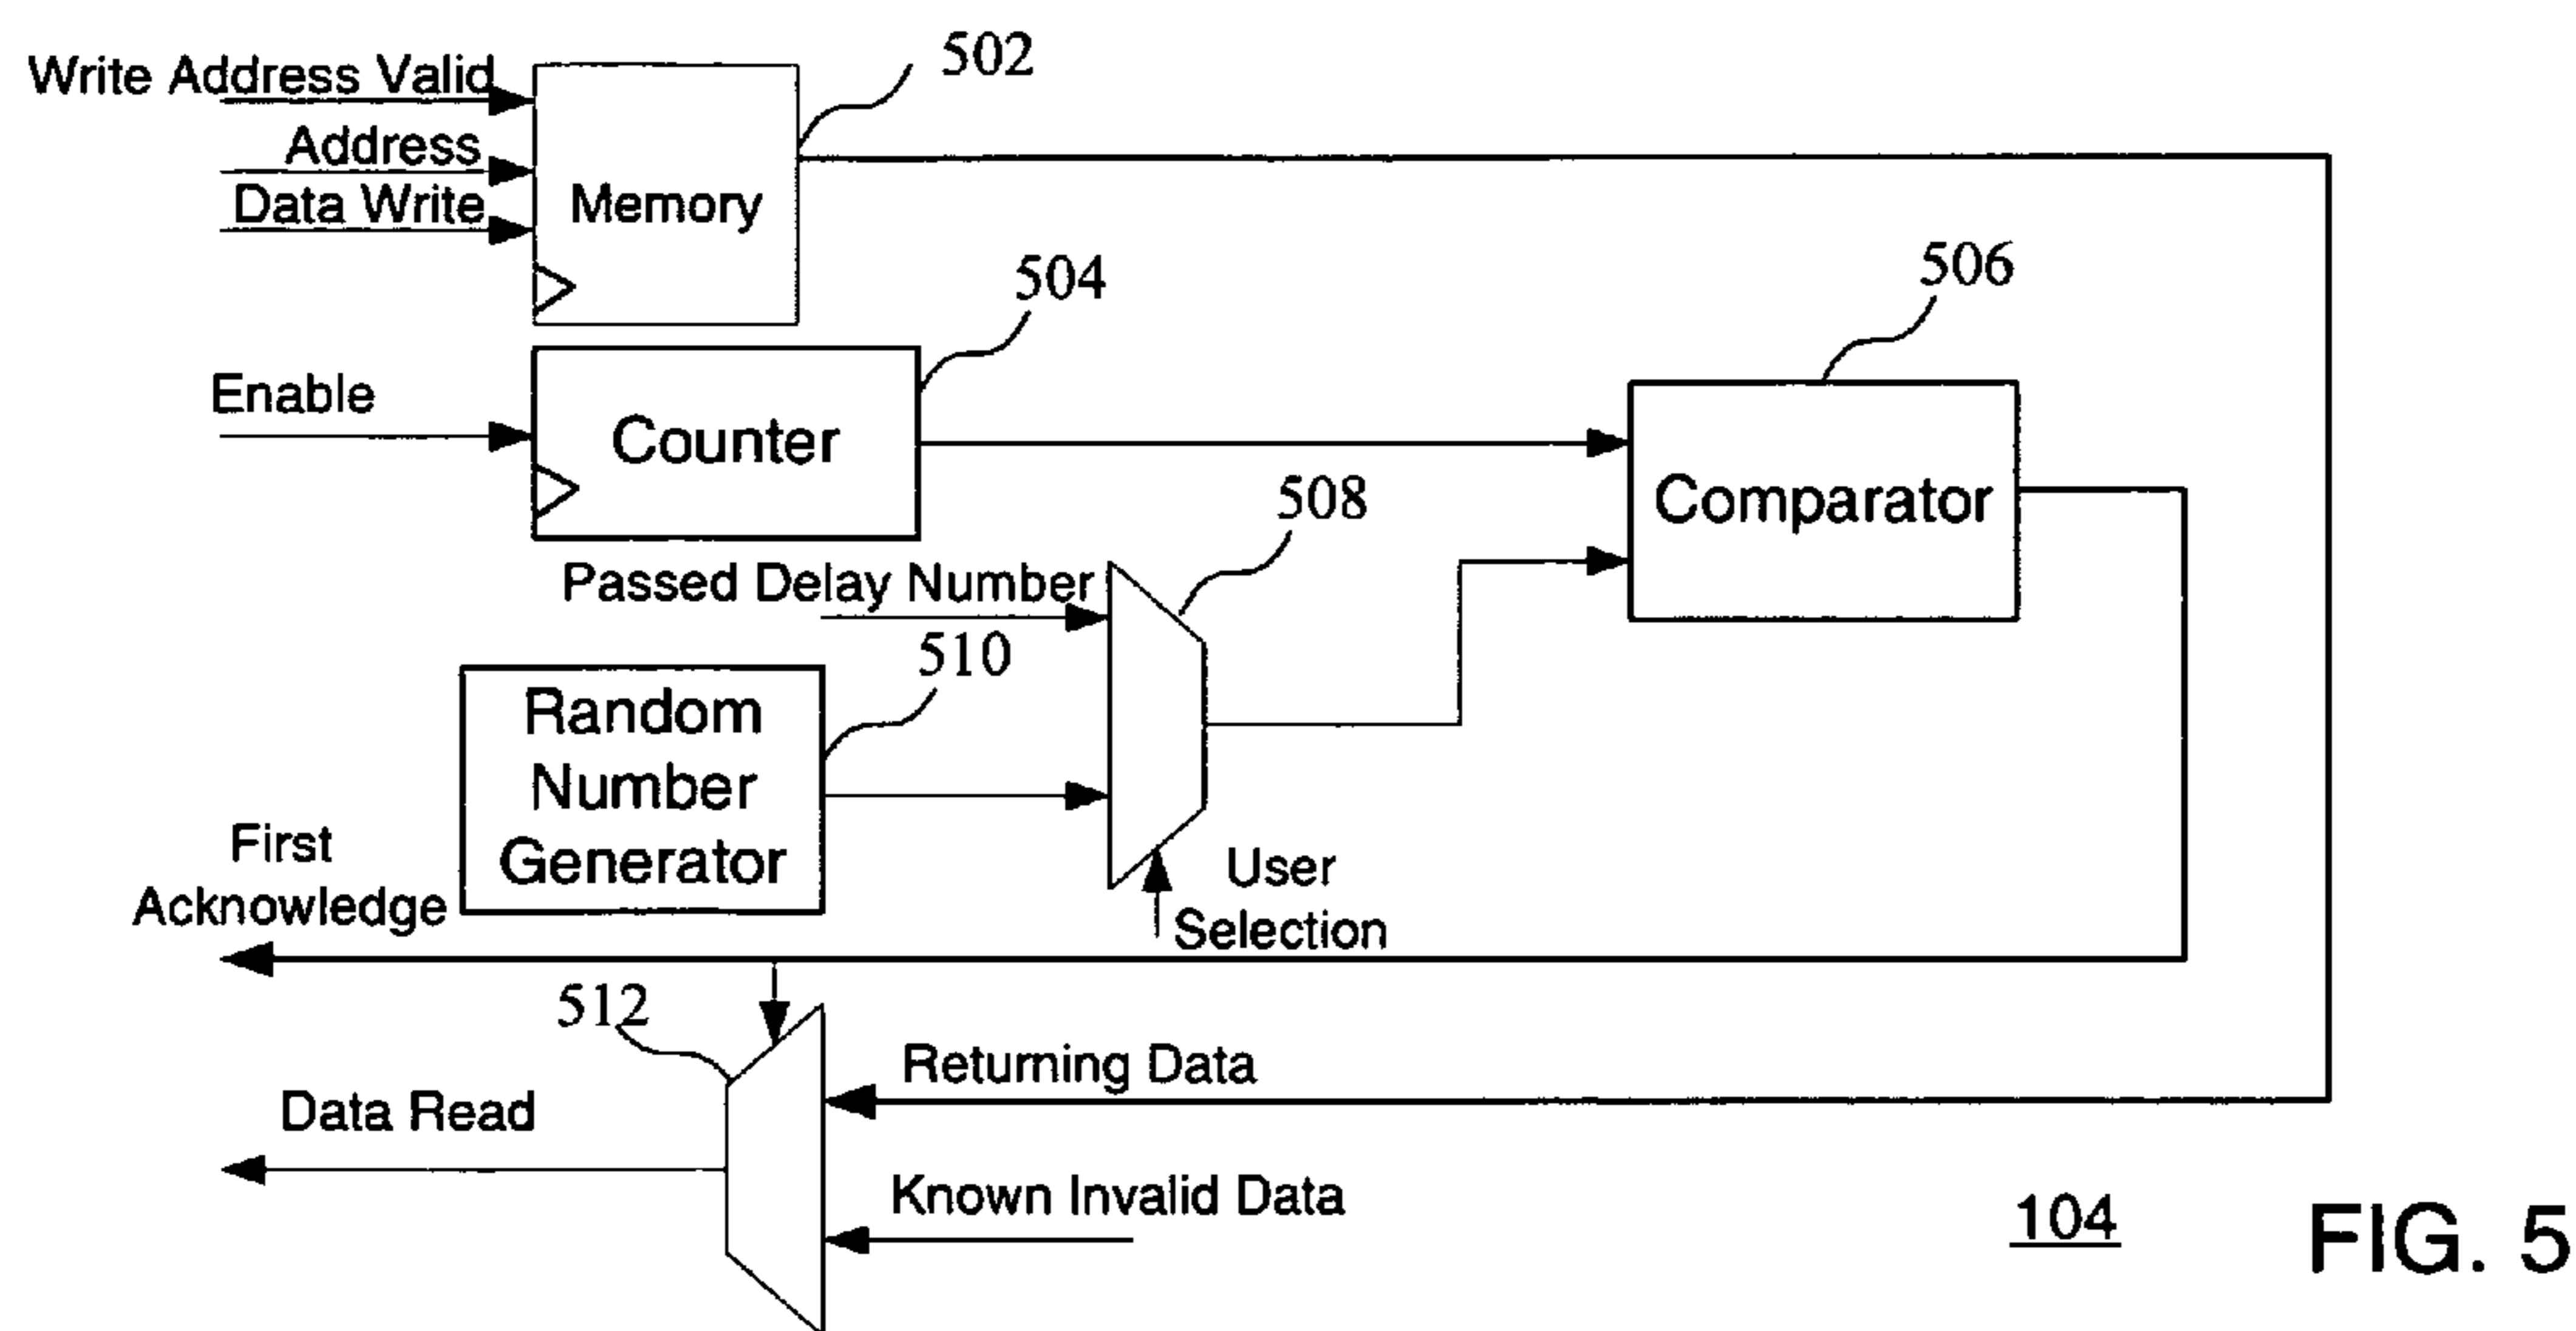 502
Write Address Valid
Address
Data Write
Memory
504
506
Enable
Counter
Comparator
508
Passed Delay Number
510
Random
Number
Generator
First
Acknowledge
User
Selection
512
Returning Data
Data Read
Known Invalid Data
104
FIG. 5